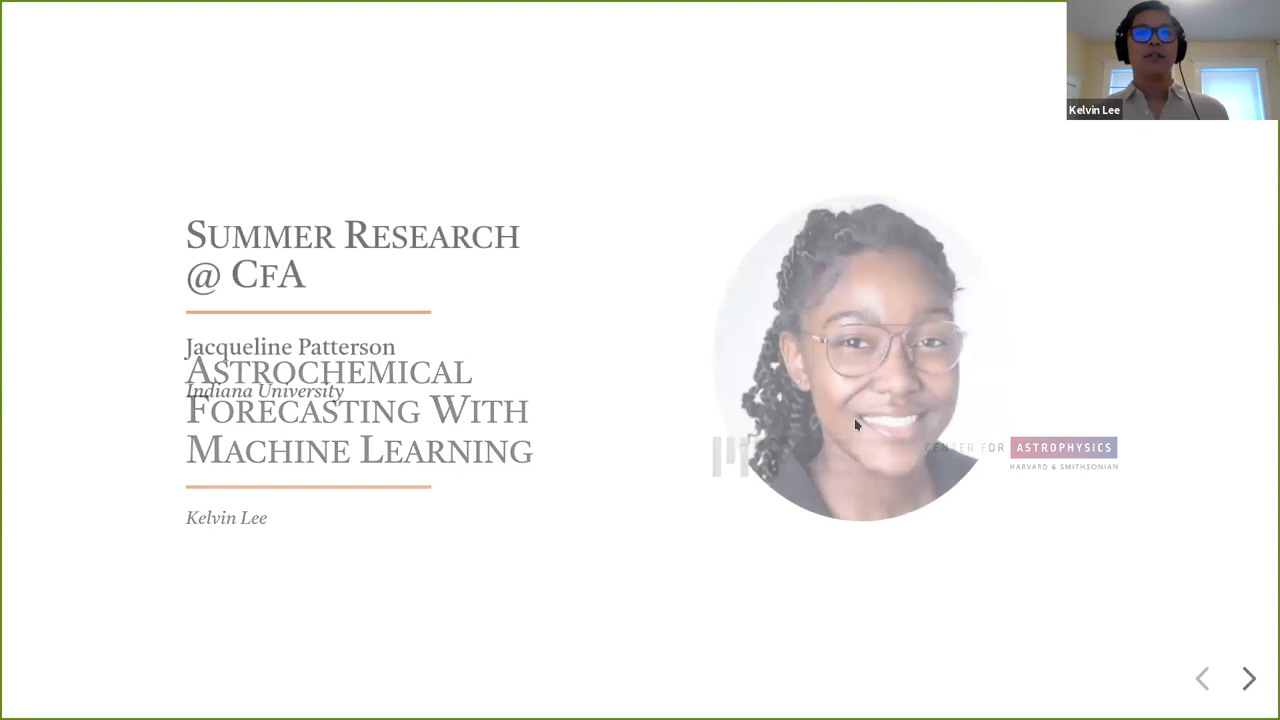 Kelvin Lee
SUMMER RESEARCH
@ CFA
Jacqueline Patterson
ASTROCHEMICAL
Indiana University
FORECASTING WITH
MACHINE LEARNING
CENTER FOR ASTROPHYSICS
HARVARD & SMITHSONIAN
Kelvin Lee